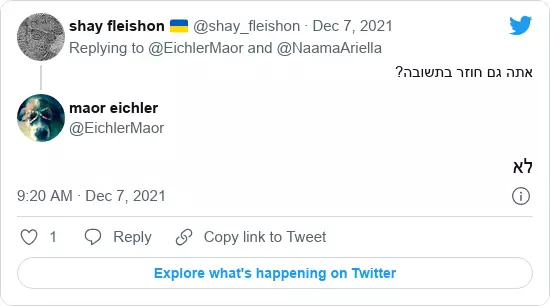 shay fleishon 🇺🇦 @shay_fleishon · Dec 7, 2021
Replying to @EichlerMaor and @NaamaAriella
אתה גם חוזר בתשובה?
maor eichler
@EichlerMaor
לא
9:20 AM · Dec 7, 2021
1 Reply Copy link to Tweet
Explore what's happening on Twitter